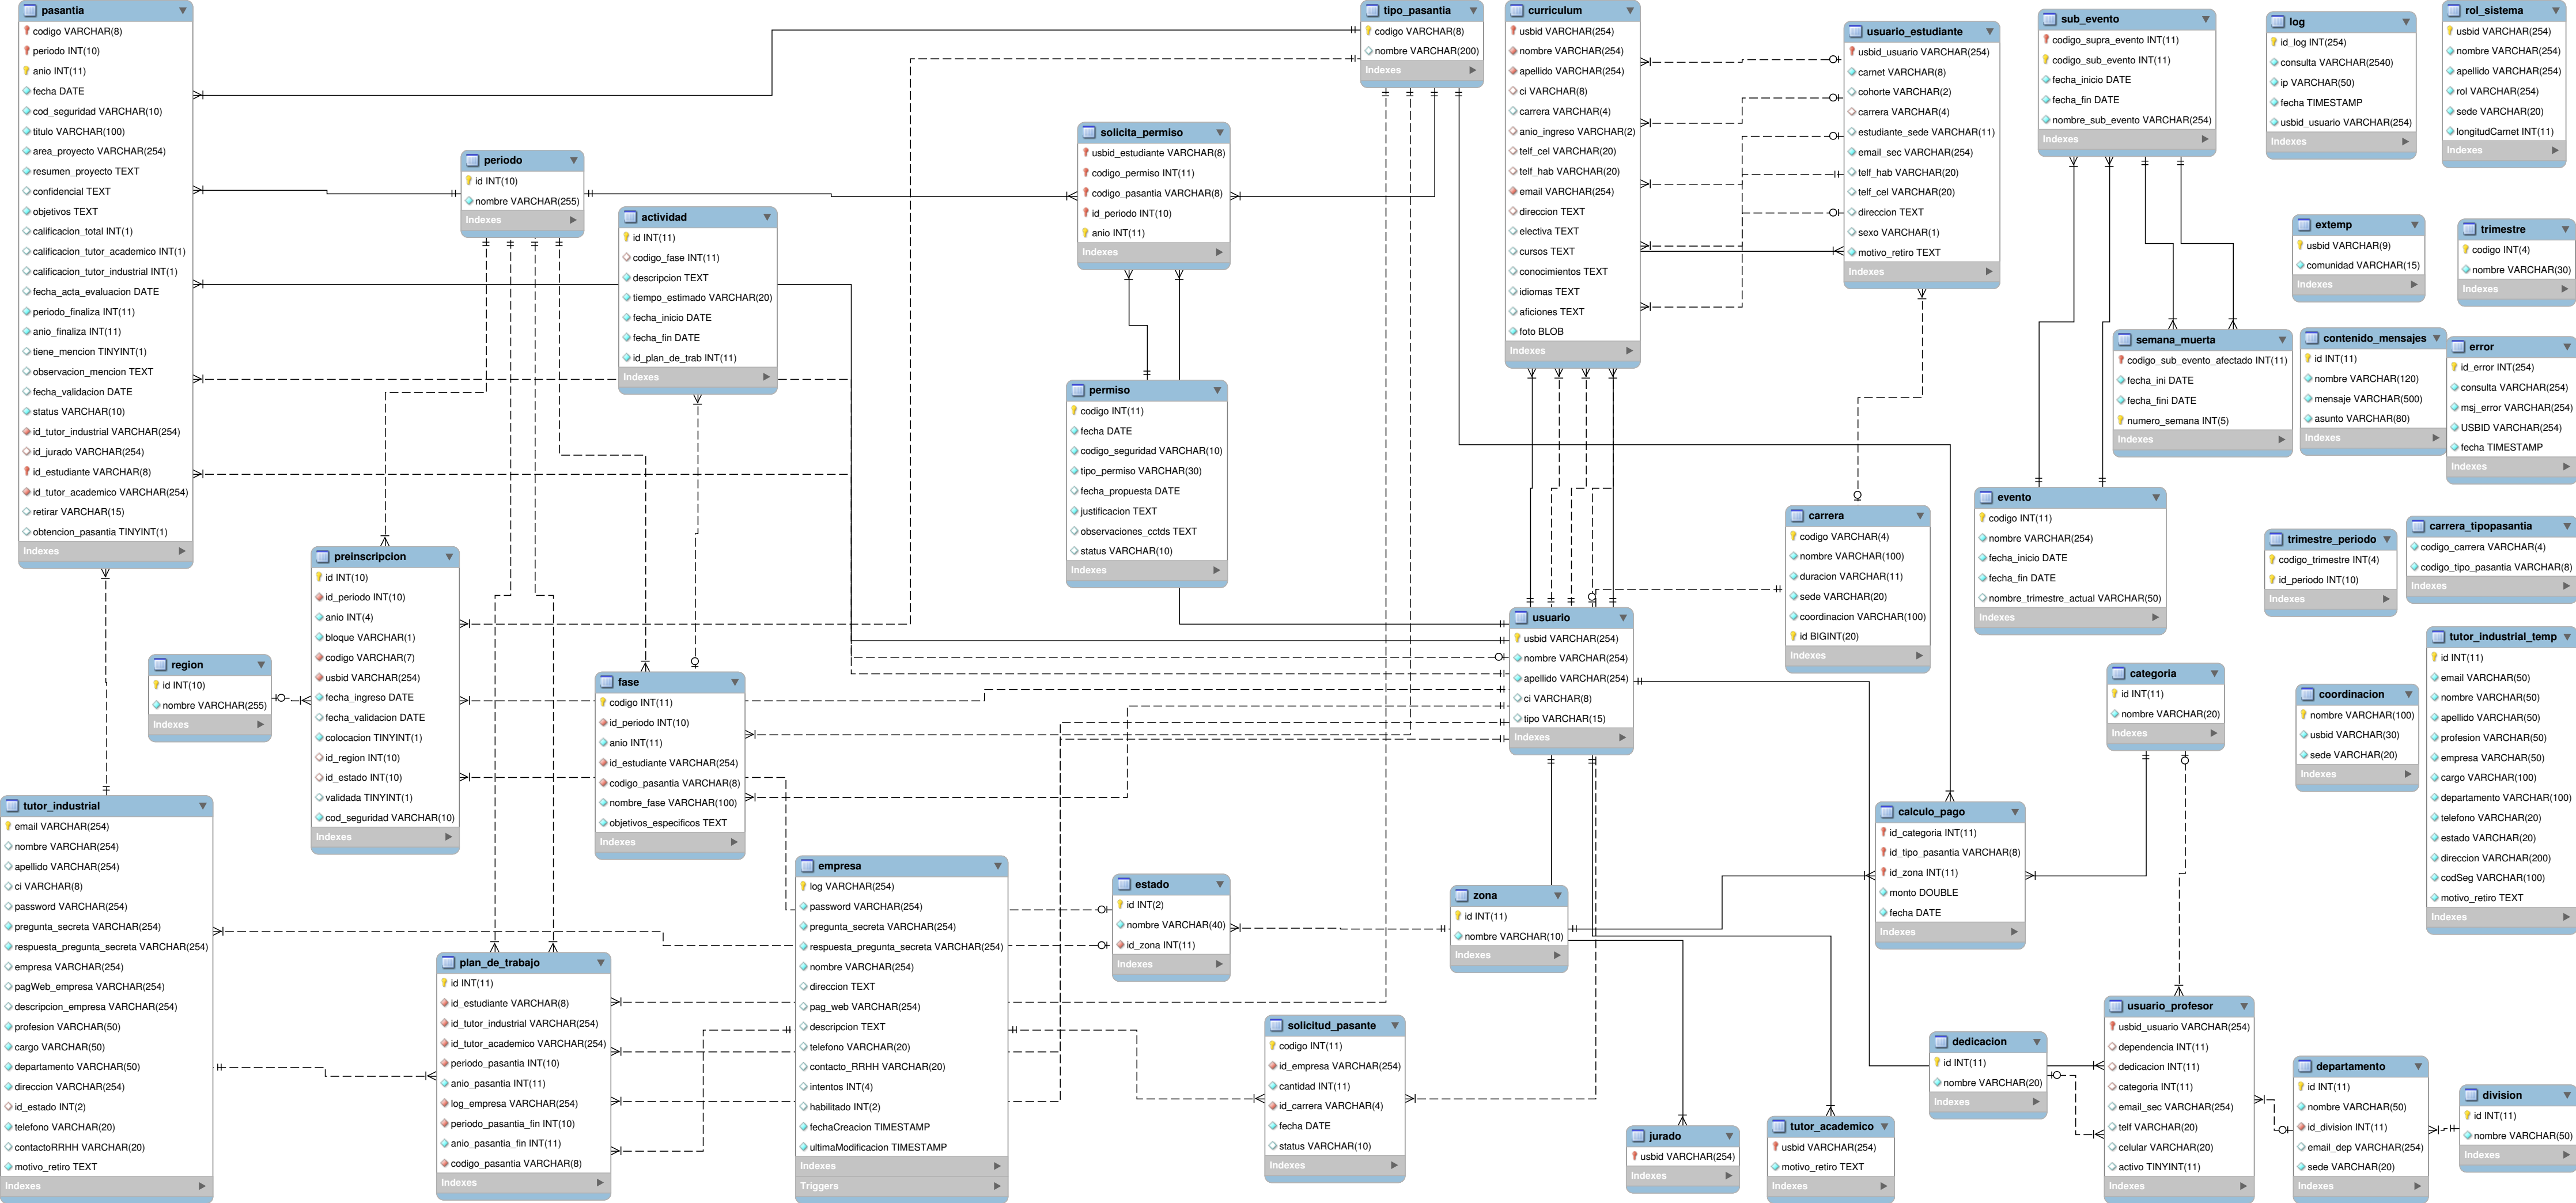 pasantia
codigo VARCHAR(8)
periodo INT(10)
anio INT(11)
fecha DATE
cod_seguridad VARCHAR(10)
titulo VARCHAR(100)
area_proyecto VARCHAR(254)
resumen_proyecto TEXT
confidencial TEXT
objetivos TEXT
calificacion_total INT(1)
calificacion_tutor_academico INT(1)
calificacion_tutor_industrial INT(1)
fecha_acta_evaluacion DATE
periodo_finaliza INT(11)
anio_finaliza INT(11)
tiene_mencion TINYINT(1)
observacion_mencion TEXT
fecha_validacion DATE
status VARCHAR(10)
id_tutor_industrial VARCHAR(254)
id_jurado VARCHAR(254)
id_estudiante VARCHAR(8)
id_tutor_academico VARCHAR(254)
retirar VARCHAR(15)
obtencion_pasantia TINYINT(1)
Indexes
periodo
id INT(10)
nombre VARCHAR(255)
Indexes
actividad
id INT(11)
codigo_fase INT(11)
descripcion TEXT
tiempo_estimado VARCHAR(20)
fecha_inicio DATE
fecha_fin DATE
id_plan_de_trab INT(11)
Indexes
solicita_permiso
usbid_estudiante VARCHAR(8)
codigo_permiso INT(11)
codigo_pasantia VARCHAR(8)
id_periodo INT(10)
anio INT(11)
Indexes
permiso
codigo INT(11)
fecha DATE
codigo_seguridad VARCHAR(10)
tipo_permiso VARCHAR(30)
fecha_propuesta DATE
justificacion TEXT
observaciones_cctds TEXT
status VARCHAR(10)
Indexes
tipo_pasantia
codigo VARCHAR(8)
nombre VARCHAR(200)
Indexes
curriculum
usbid VARCHAR(254)
nombre VARCHAR(254)
apellido VARCHAR(254)
ci VARCHAR(8)
carrera VARCHAR(4)
anio_ingreso VARCHAR(2)
telf_cel VARCHAR(20)
telf_hab VARCHAR(20)
email VARCHAR(254)
direccion TEXT
electiva TEXT
cursos TEXT
conocimientos TEXT
idiomas TEXT
aficiones TEXT
foto BLOB
Indexes
usuario_estudiante
usbid_usuario VARCHAR(254)
carnet VARCHAR(8)
cohorte VARCHAR(2)
carrera VARCHAR(4)
estudiante_sede VARCHAR(11)
email_sec VARCHAR(254)
telf_hab VARCHAR(20)
telf_cel VARCHAR(20)
direccion TEXT
sexo VARCHAR(1)
motivo_retiro TEXT
Indexes
sub_evento
codigo_supra_evento INT(11)
codigo_sub_evento INT(11)
fecha_inicio DATE
fecha_fin DATE
nombre_sub_evento VARCHAR(254)
Indexes
log
id_log INT(254)
consulta VARCHAR(2540)
ip VARCHAR(50)
fecha TIMESTAMP
usbid_usuario VARCHAR(254)
Indexes
rol_sistema
usbid VARCHAR(254)
nombre VARCHAR(254)
apellido VARCHAR(254)
rol VARCHAR(254)
sede VARCHAR(20)
longitudCarnet INT(11)
Indexes
extemp
usbid VARCHAR(9)
comunidad VARCHAR(15)
Indexes
trimestre
codigo INT(4)
nombre VARCHAR(30)
Indexes
semana_muerta
codigo_sub_evento_afectado INT(11)
fecha_ini DATE
fecha_fini DATE
numero_semana INT(5)
Indexes
contenido_mensajes
id INT(11)
nombre VARCHAR(120)
mensaje VARCHAR(500)
asunto VARCHAR(80)
Indexes
error
id_error INT(254)
consulta VARCHAR(254)
msj_error VARCHAR(254)
USBID VARCHAR(254)
fecha TIMESTAMP
Indexes
carrera
codigo VARCHAR(4)
nombre VARCHAR(100)
duracion VARCHAR(11)
sede VARCHAR(20)
coordinacion VARCHAR(100)
id BIGINT(20)
Indexes
evento
codigo INT(11)
nombre VARCHAR(254)
fecha_inicio DATE
fecha_fin DATE
nombre_trimestre_actual VARCHAR(50)
Indexes
trimestre_periodo
codigo_trimestre INT(4)
id_periodo INT(10)
Indexes
carrera_tipopasantia
codigo_carrera VARCHAR(4)
codigo_tipo_pasantia VARCHAR(8)
Indexes
preinscripcion
id INT(10)
id_periodo INT(10)
anio INT(4)
bloque VARCHAR(1)
codigo VARCHAR(7)
usbid VARCHAR(254)
fecha_ingreso DATE
fecha_validacion DATE
colocacion TINYINT(1)
id_region INT(10)
id_estado INT(10)
validada TINYINT(1)
cod_seguridad VARCHAR(10)
Indexes
region
id INT(10)
nombre VARCHAR(255)
Indexes
fase
codigo INT(11)
id_periodo INT(10)
anio INT(11)
id_estudiante VARCHAR(254)
codigo_pasantia VARCHAR(8)
nombre_fase VARCHAR(100)
objetivos_especificos TEXT
Indexes
usuario
usbid VARCHAR(254)
nombre VARCHAR(254)
apellido VARCHAR(254)
ci VARCHAR(8)
tipo VARCHAR(15)
Indexes
categoria
id INT(11)
nombre VARCHAR(20)
Indexes
coordinacion
nombre VARCHAR(100)
usbid VARCHAR(30)
sede VARCHAR(20)
Indexes
tutor_industrial_temp
id INT(11)
email VARCHAR(50)
nombre VARCHAR(50)
apellido VARCHAR(50)
profesion VARCHAR(50)
empresa VARCHAR(50)
cargo VARCHAR(100)
departamento VARCHAR(100)
telefono VARCHAR(20)
estado VARCHAR(20)
direccion VARCHAR(200)
codSeg VARCHAR(100)
motivo_retiro TEXT
Indexes
tutor_industrial
email VARCHAR(254)
nombre VARCHAR(254)
apellido VARCHAR(254)
ci VARCHAR(8)
password VARCHAR(254)
pregunta_secreta VARCHAR(254)
respuesta_pregunta_secreta VARCHAR(254)
empresa VARCHAR(254)
pagWeb_empresa VARCHAR(254)
descripcion_empresa VARCHAR(254)
profesion VARCHAR(50)
cargo VARCHAR(50)
departamento VARCHAR(50)
direccion VARCHAR(254)
id_estado INT(2)
telefono VARCHAR(20)
contactoRRHH VARCHAR(20)
motivo_retiro TEXT
Indexes
plan_de_trabajo
id INT(11)
id_estudiante VARCHAR(8)
id_tutor_industrial VARCHAR(254)
id_tutor_academico VARCHAR(254)
periodo_pasantia INT(10)
anio_pasantia INT(11)
log_empresa VARCHAR(254)
periodo_pasantia_fin INT(10)
anio_pasantia_fin INT(11)
codigo_pasantia VARCHAR(8)
Indexes
empresa
log VARCHAR(254)
password VARCHAR(254)
pregunta_secreta VARCHAR(254)
respuesta_pregunta_secreta VARCHAR(254)
nombre VARCHAR(254)
direccion TEXT
pag_web VARCHAR(254)
descripcion TEXT
telefono VARCHAR(20)
contacto_RRHH VARCHAR(20)
intentos INT(4)
habilitado INT(2)
fechaCreacion TIMESTAMP
ultimaModificacion TIMESTAMP
Indexes
Triggers
estado
id INT(2)
nombre VARCHAR(40)
id_zona INT(11)
Indexes
zona
id INT(11)
nombre VARCHAR(10)
Indexes
solicitud_pasante
codigo INT(11)
id_empresa VARCHAR(254)
cantidad INT(11)
id_carrera VARCHAR(4)
fecha DATE
status VARCHAR(10)
Indexes
calculo_pago
id_categoria INT(11)
id_tipo_pasantia VARCHAR(8)
id_zona INT(11)
monto DOUBLE
fecha DATE
Indexes
jurado
usbid VARCHAR(254)
Indexes
tutor_academico
usbid VARCHAR(254)
motivo_retiro TEXT
Indexes
dedicacion
id INT(11)
nombre VARCHAR(20)
Indexes
usuario_profesor
usbid_usuario VARCHAR(254)
dependencia INT(11)
dedicacion INT(11)
categoria INT(11)
email_sec VARCHAR(254)
telf VARCHAR(20)
celular VARCHAR(20)
activo TINYINT(11)
Indexes
departamento
id INT(11)
nombre VARCHAR(50)
id_division INT(11)
email_dep VARCHAR(254)
sede VARCHAR(20)
Indexes
division
id INT(11)
nombre VARCHAR(50)
Indexes